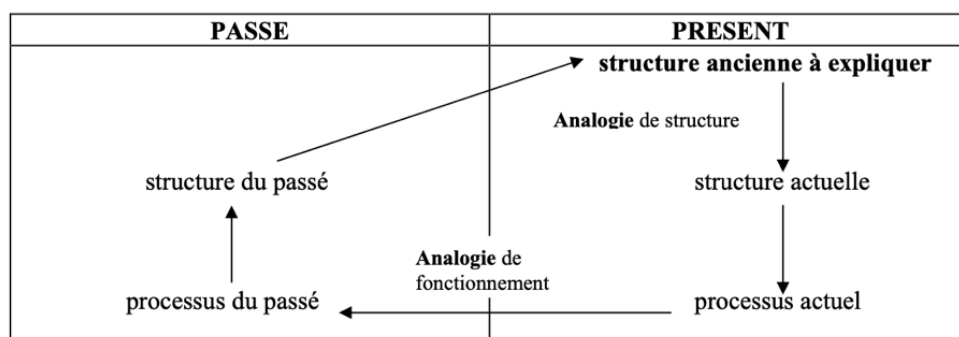 PASSE
PRESENT
structure ancienne à expliquer
Analogie de structure
structure du passé
structure actuelle
Analogie de
fonctionnement
processus du passé
processus actuel